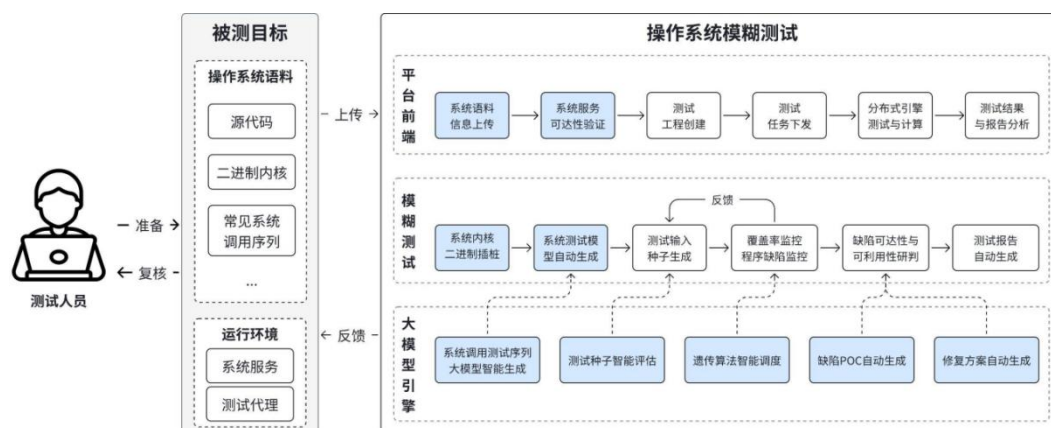 被测目标
操作系统语料
源代码
二进制内核
常见系统
调用序列
...
运行环境
系统服务
测试代理
准备
复核
测试人员
上传
反馈
操作系统模糊测试
平台前端
系统语料
信息上传
系统服务
可达性验证
测试
工程创建
测试
任务下发
分布式引擎
测试与计算
测试结果
与报告分析
模糊测试
反馈
系统内核
二进制插桩
系统测试模
型自动生成
测试输入
种子生成
覆盖率监控
程序缺陷监控
缺陷可达性与
可利用性研判
测试报告
自动生成
大模型引擎
系统调用测试序列
大模型智能生成
测试种子智能评估
遗传算法智能调度
缺陷POC自动生成
修复方案自动生成